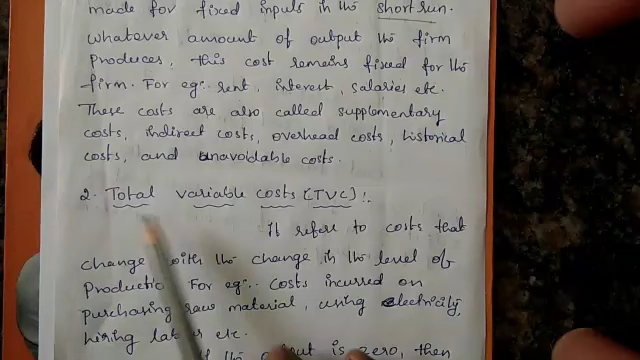 made for fixed inputs in the short run.
Whatever amount of output the firm
produces, this cost remains fixed for the
firm. For eg:- rent, interest, salaries etc.
These costs are also called supplementary
costs, indirect costs, overhead costs, historical
costs, and unavoidable costs.
2. Total variable costs [TVC] :-
It refers to costs that
change with the change in the level of
Production For eg:- costs incurred on
purchasing raw material, using electricity,
hiring etc.
the output is zero, then